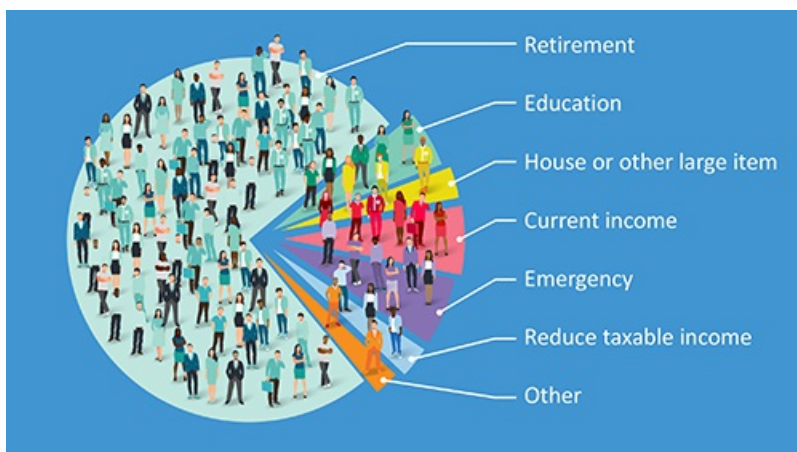 Retirement
Education
House or other large item
Current income
Emergency
Reduce taxable income
Other